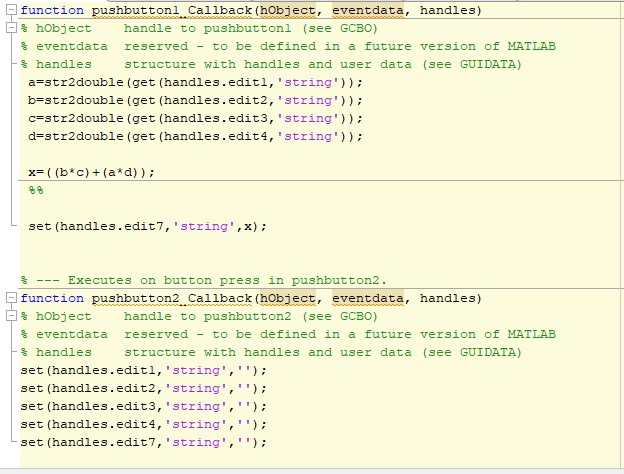 function pushbutton1_Callback(hObject, eventdata, handles)
% hObject    handle to pushbutton1 (see GCBO)
% eventdata  reserved - to be defined in a future version of MATLAB
% handles    structure with handles and user data (see GUIDATA)
a=str2double(get(handles.edit1,'string'));
b=str2double(get(handles.edit2,'string'));
c=str2double(get(handles.edit3,'string'));
d=str2double(get(handles.edit4,'string'));
x=((b*c)+(a*d));
%%
set(handles.edit7,'string',x);
% --- Executes on button press in pushbutton2.
function pushbutton2_Callback(hObject, eventdata, handles)
% hObject    handle to pushbutton2 (see GCBO)
% eventdata  reserved - to be defined in a future version of MATLAB
% handles    structure with handles and user data (see GUIDATA)
set(handles.edit1,'string','');
set(handles.edit2,'string','');
set(handles.edit3,'string','');
set(handles.edit4,'string','');
set(handles.edit7,'string','');